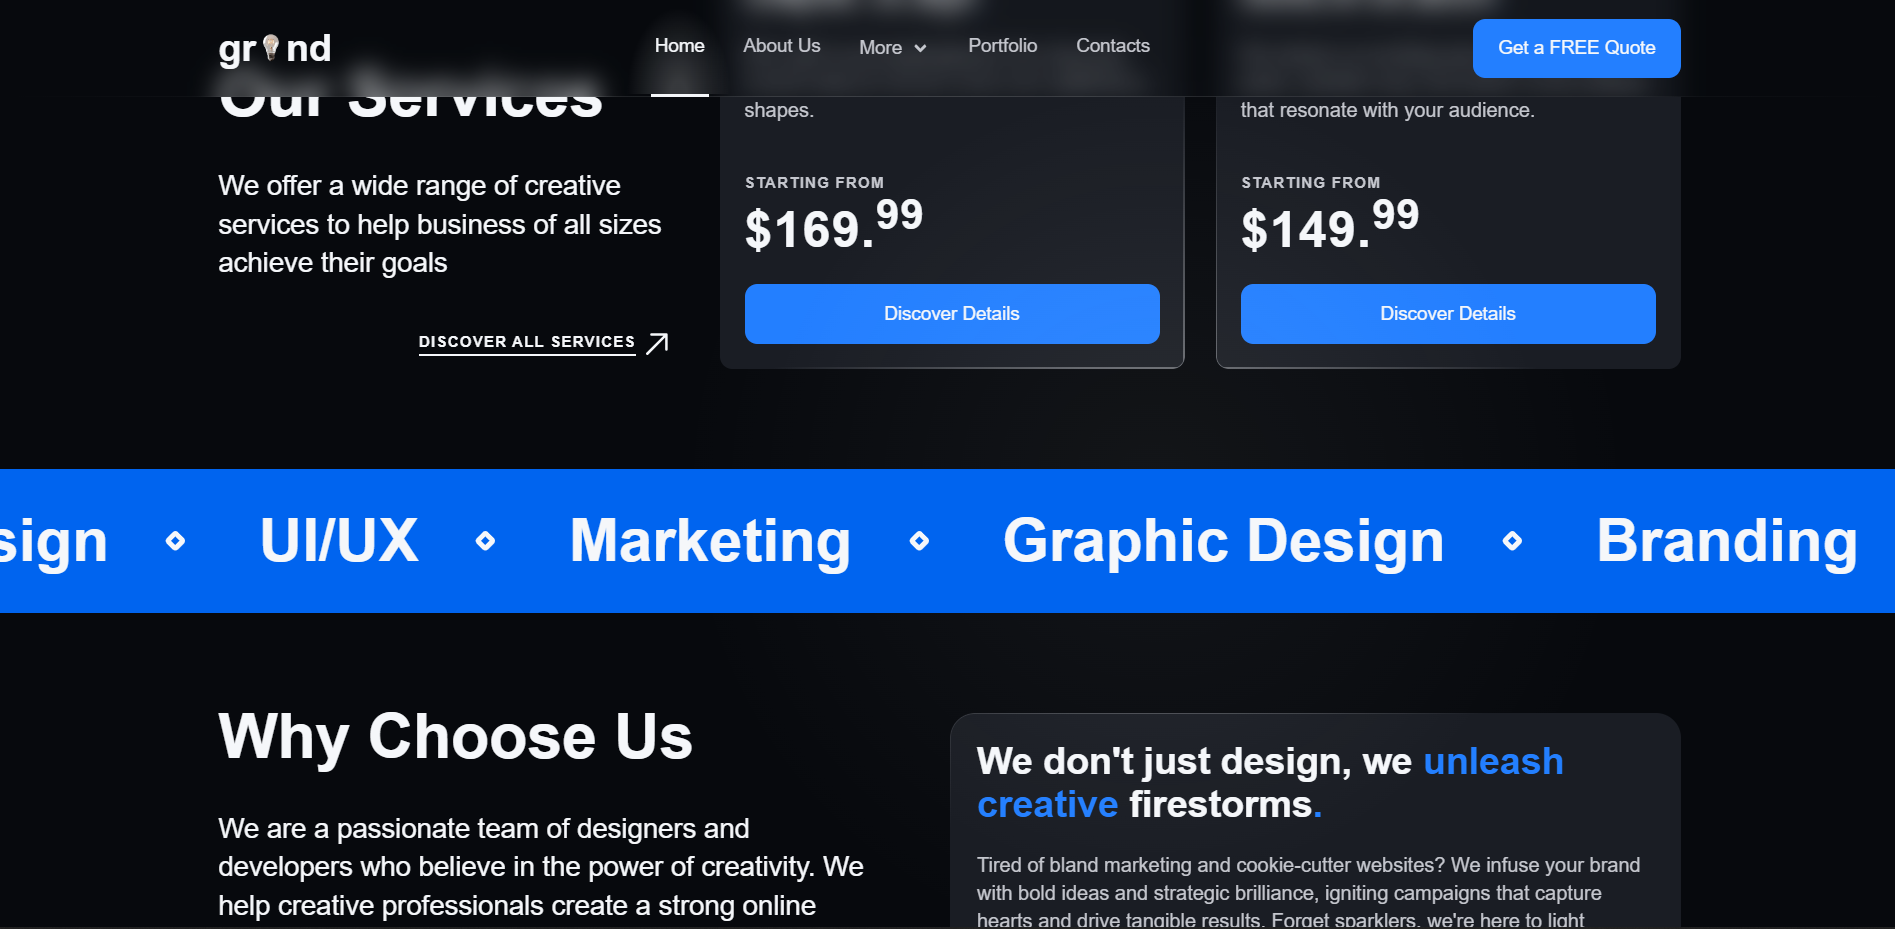 gr nd
Home
About Us
More
Portfolio
Contacts
Get a FREE Quote
Our Services
We offer a wide range of creative
services to help business of all sizes
achieve their goals
DISCOVER ALL SERVICES
shapes.
STARTING FROM
$169.99
Discover Details
that resonate with your audience.
STARTING FROM
$149.99
Discover Details
sign
UI/UX
Marketing
Graphic Design
Branding
Why Choose Us
We are a passionate team of designers and
developers who believe in the power of creativity. We
help creative professionals create a strong online
We don't just design, we unleash
creative firestorms.
Tired of bland marketing and cookie-cutter websites? We infuse your brand
with bold ideas and strategic brilliance, igniting campaigns that capture
hearts and drive tangible results. Forget sparklers, we're here to light